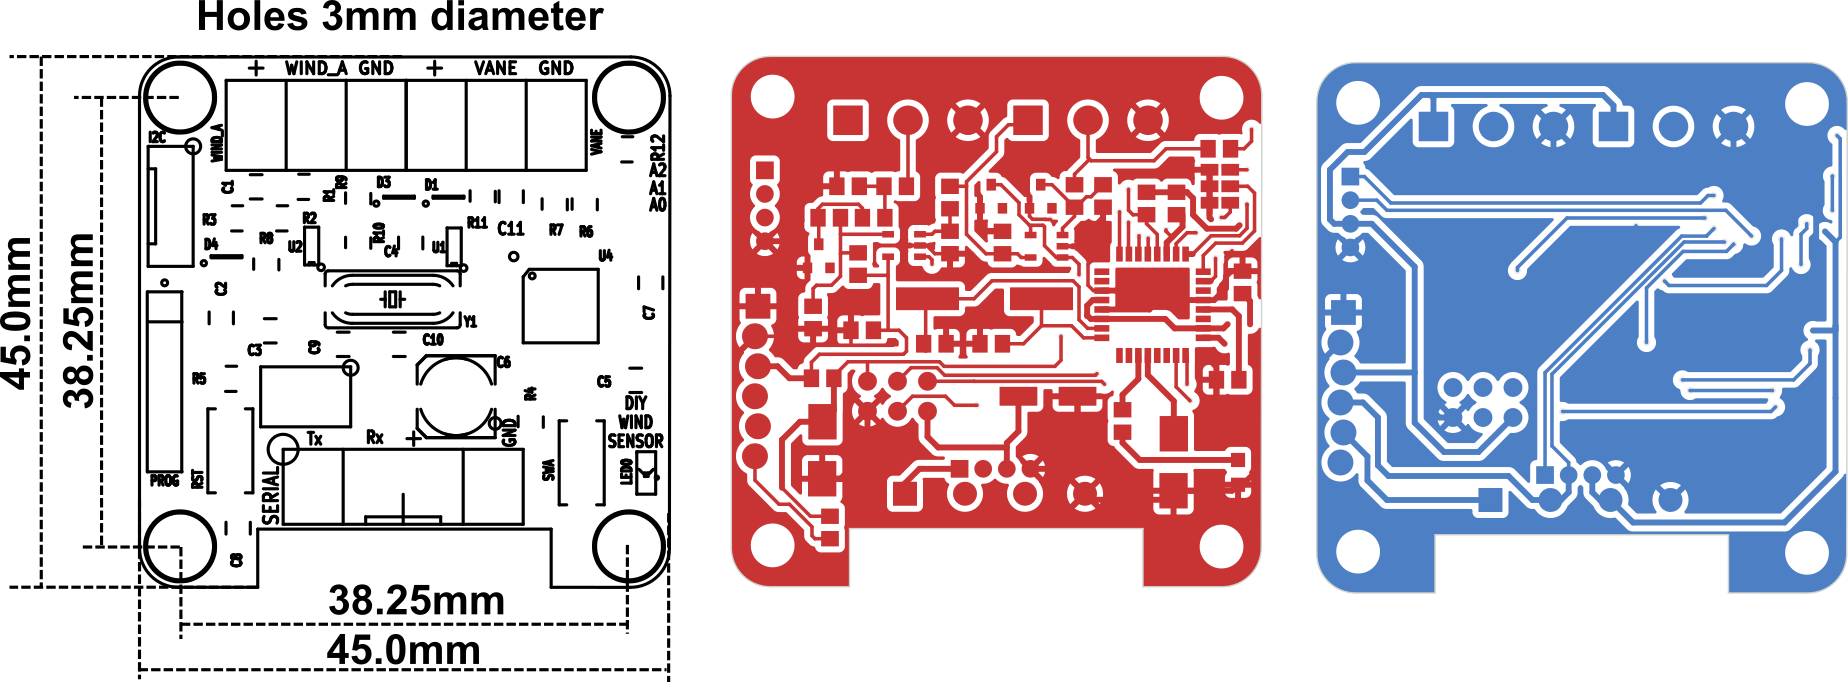 Holes 3mm diameter
+ WIND_A GND + VANE GND
I2C
WIND_A
VANE
R12
A2
A1
A0
C1
R1
R9
D3
D1
R3
R2
R10
R11
C11
R7
R6
D4
R8
U2
C4
U1
U4
C2
Y1
C7
C3
C9
C10
C6
R5
R4
C5
DIY
WIND
SENSOR
Tx Rx + GND
PROG
RST
SERIAL
SWA
LED0
C8
45.0mm
38.25mm
38.25mm
45.0mm